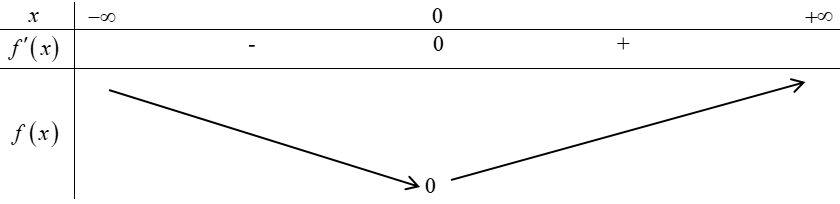 x −∞ 0 +∞
f′(x) - 0 +
f(x)
0